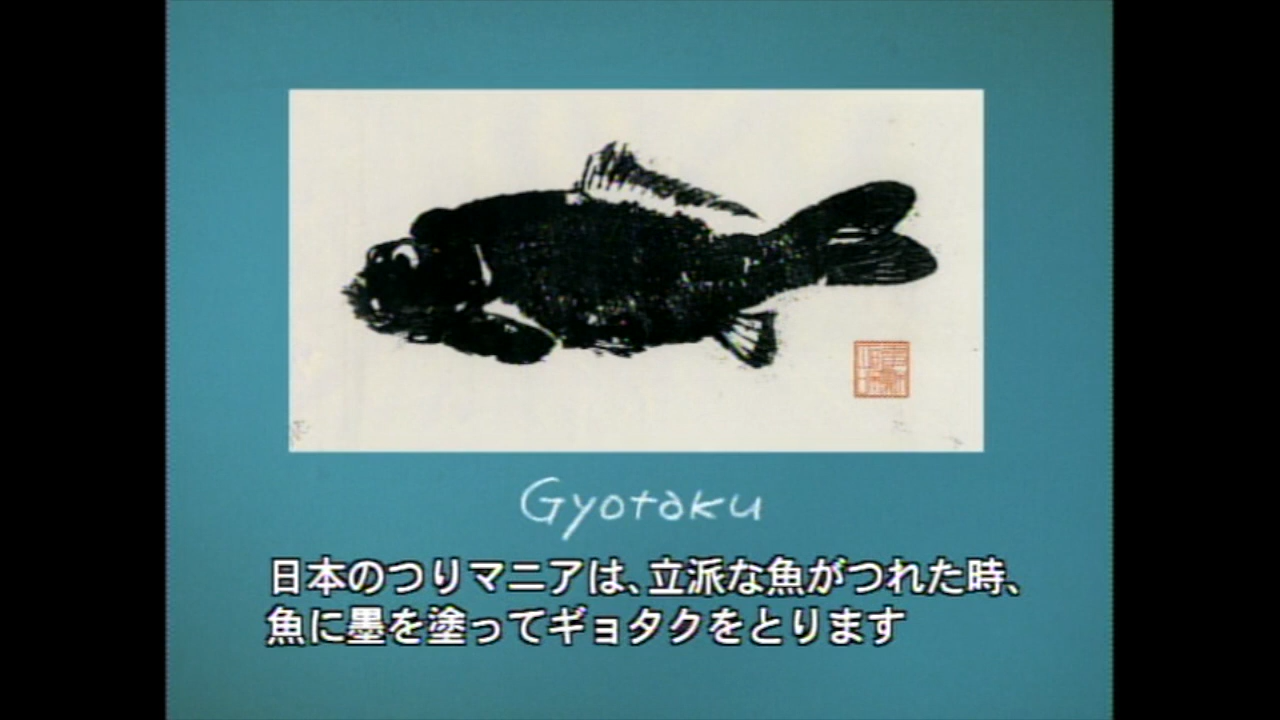 Gyotaku
日本のつりマニアは、立派な魚がつれた時、
魚に墨を塗ってギョタクをとります